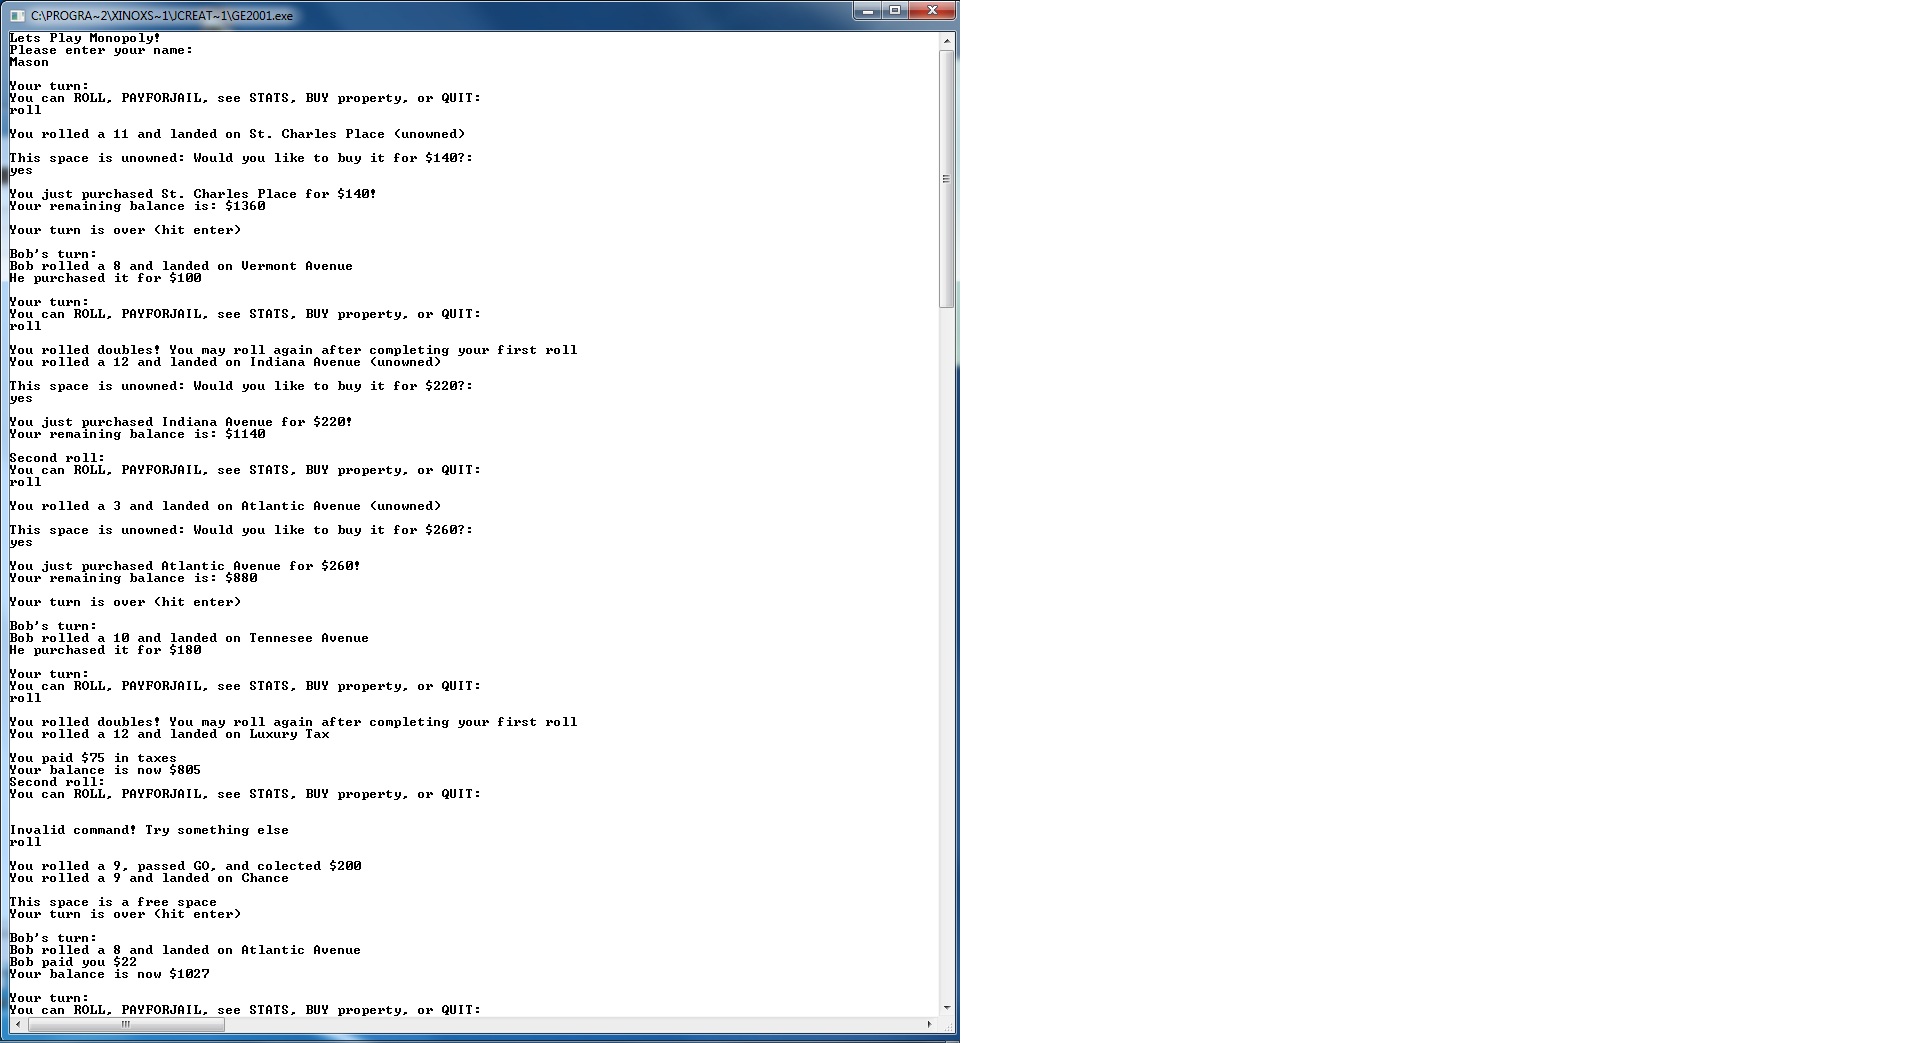 C:\PROGRA~2\XINOXS~1\JCREAT~1\GE2001.exe
Lets Play Monopoly!
Please enter your name:
Mason
Your turn:
You can ROLL, PAYFORJAIL, see STATS, BUY property, or QUIT:
roll
You rolled a 11 and landed on St. Charles Place (unowned)
This space is unowned: Would you like to buy it for $140?:
yes
You just purchased St. Charles Place for $140!
Your remaining balance is: $1360
Your turn is over (hit enter)
Bob's turn:
Bob rolled a 8 and landed on Vermont Avenue
He purchased it for $100
Your turn:
You can ROLL, PAYFORJAIL, see STATS, BUY property, or QUIT:
roll
You rolled doubles! You may roll again after completing your first roll
You rolled a 12 and landed on Indiana Avenue (unowned)
This space is unowned: Would you like to buy it for $220?:
yes
You just purchased Indiana Avenue for $220!
Your remaining balance is: $1140
Second roll:
You can ROLL, PAYFORJAIL, see STATS, BUY property, or QUIT:
roll
You rolled a 3 and landed on Atlantic Avenue (unowned)
This space is unowned: Would you like to buy it for $260?:
yes
You just purchased Atlantic Avenue for $260!
Your remaining balance is: $880
Your turn is over (hit enter)
Bob's turn:
Bob rolled a 10 and landed on Tennesee Avenue
He purchased it for $180
Your turn:
You can ROLL, PAYFORJAIL, see STATS, BUY property, or QUIT:
roll
You rolled doubles! You may roll again after completing your first roll
You rolled a 12 and landed on Luxury Tax
You paid $75 in taxes
Your balance is now $805
Second roll:
You can ROLL, PAYFORJAIL, see STATS, BUY property, or QUIT:
Invalid command! Try something else
roll
You rolled a 9, passed GO, and colected $200
You rolled a 9 and landed on Chance
This space is a free space
Your turn is over (hit enter)
Bob's turn:
Bob rolled a 8 and landed on Atlantic Avenue
Bob paid you $22
Your balance is now $1027
Your turn:
You can ROLL, PAYFORJAIL, see STATS, BUY property, or QUIT: